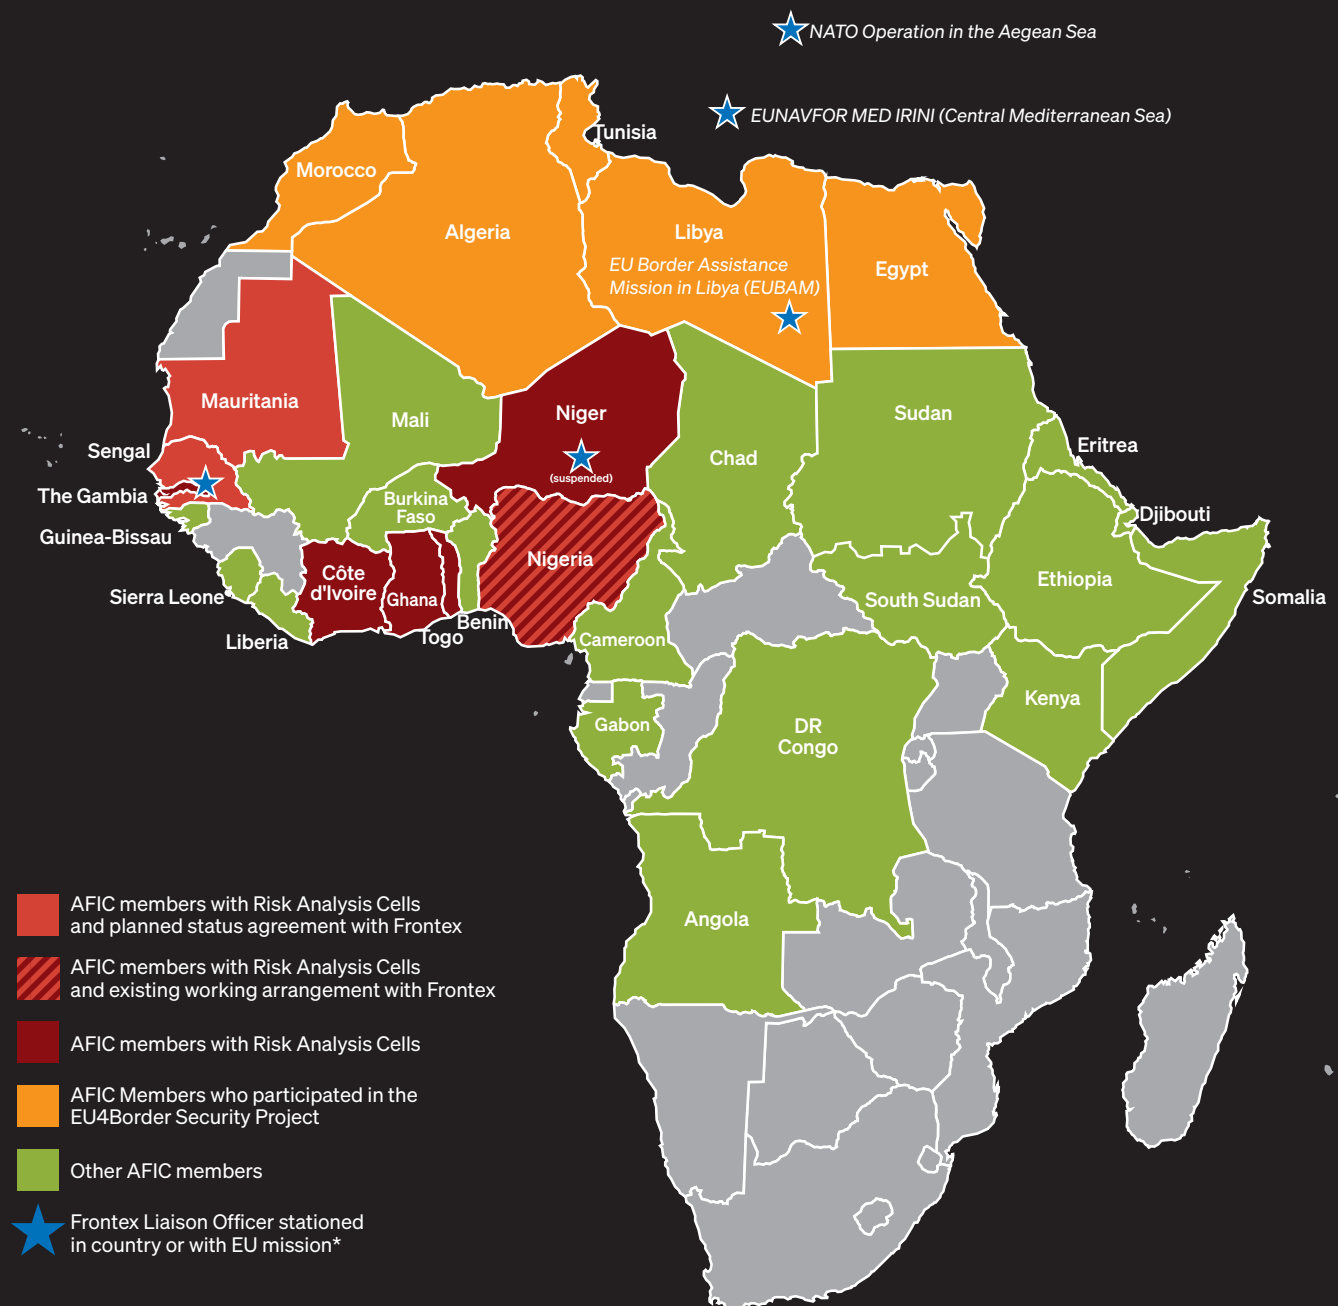 NATO Operation in the Aegean Sea
EUNAVFOR MED IRINI (Central Mediterranean Sea)
Tunisia
Morocco
Algeria
Libya
EU Border Assistance
Mission in Libya (EUBAM)
Egypt
Mauritania
Mali
Niger
(suspended)
Chad
Sudan
Eritrea
Sengal
The Gambia
Guinea-Bissau
Burkina
Faso
Djibouti
Nigeria
Côte
d'Ivoire
Ghana
Ethiopia
Somalia
Sierra Leone
South Sudan
Liberia
Togo
Benin
Cameroon
Kenya
Gabon
DR
Congo
Angola
AFIC members with Risk Analysis Cells
and planned status agreement with Frontex
AFIC members with Risk Analysis Cells
and existing working arrangement with Frontex
AFIC members with Risk Analysis Cells
AFIC Members who participated in the
EU4Border Security Project
Other AFIC members
Frontex Liaison Officer stationed
in country or with EU mission*